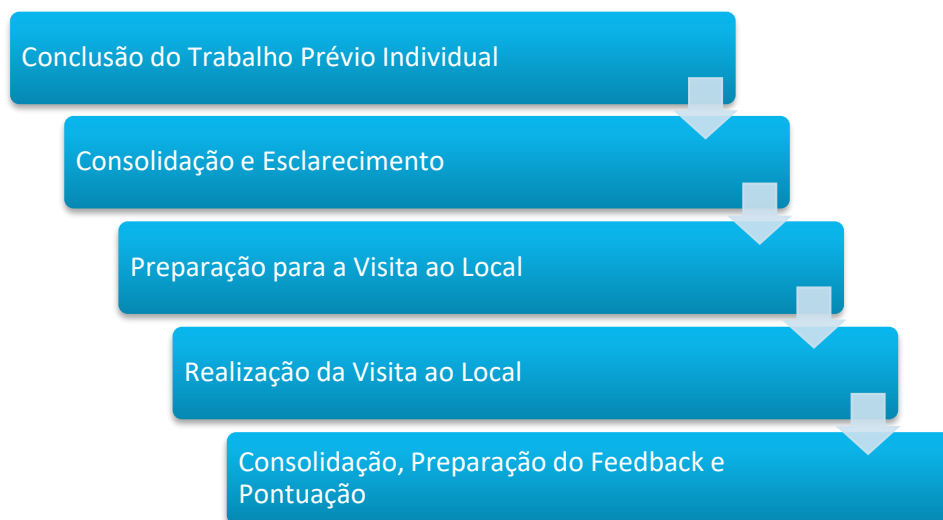 Conclusão do Trabalho Prévio Individual
Consolidação e Esclarecimento
Preparação para a Visita ao Local
Realização da Visita ao Local
Consolidação, Preparação do Feedback e
Pontuação